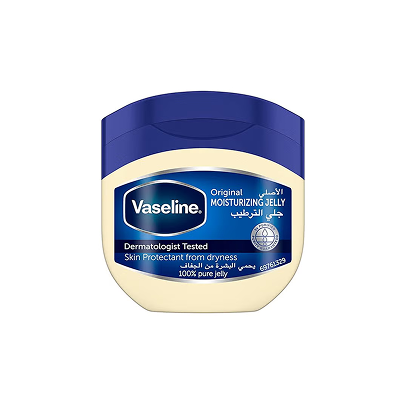 Original الأصلي
MOISTURIZING JELLY
جلي الترطيب
Vaseline.
Dermatologist Tested
Skin Protectant from dryness
يحمي البشرة من الجفاف
100% pure jelly
69761329